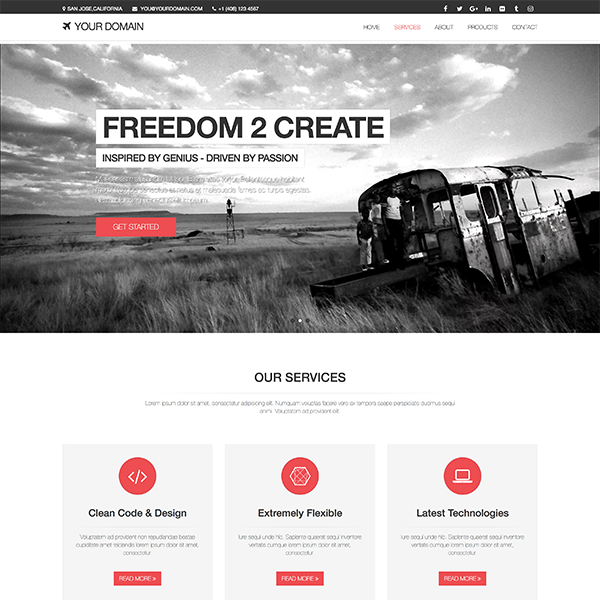 SAN JOSE,CALIFORNIA YOU@YOURDOMAIN.COM +1 (408) 123 4567
YOUR DOMAIN
HOME SERVICES ABOUT PRODUCTS CONTACT
FREEDOM 2 CREATE
INSPIRED BY GENIUS - DRIVEN BY PASSION
GET STARTED
OUR SERVICES
Lorem ipsum dolor sit amet, consectetur adipisicing elit. Itaque nobis facere vero ex tempora saepe perspiciatis ducimus sequi
animi. Voluptatem ad provident elit
Clean Code & Design
Voluptatem ad provident non repudiandae beatae
cupiditate amet reiciendis lorem ipsum dolor sit amet,
consectetur
READ MORE »
Extremely Flexible
Iure sequi unde hic. Sapiente quaerat sequi inventore
veritatis cumque lorem ipsum dolor sit amet,
consectetur
READ MORE »
Latest Technologies
Iure sequi unde hic. Sapiente quaerat sequi inventore
veritatis cumque lorem ipsum dolor sit amet,
consectetur
READ MORE »